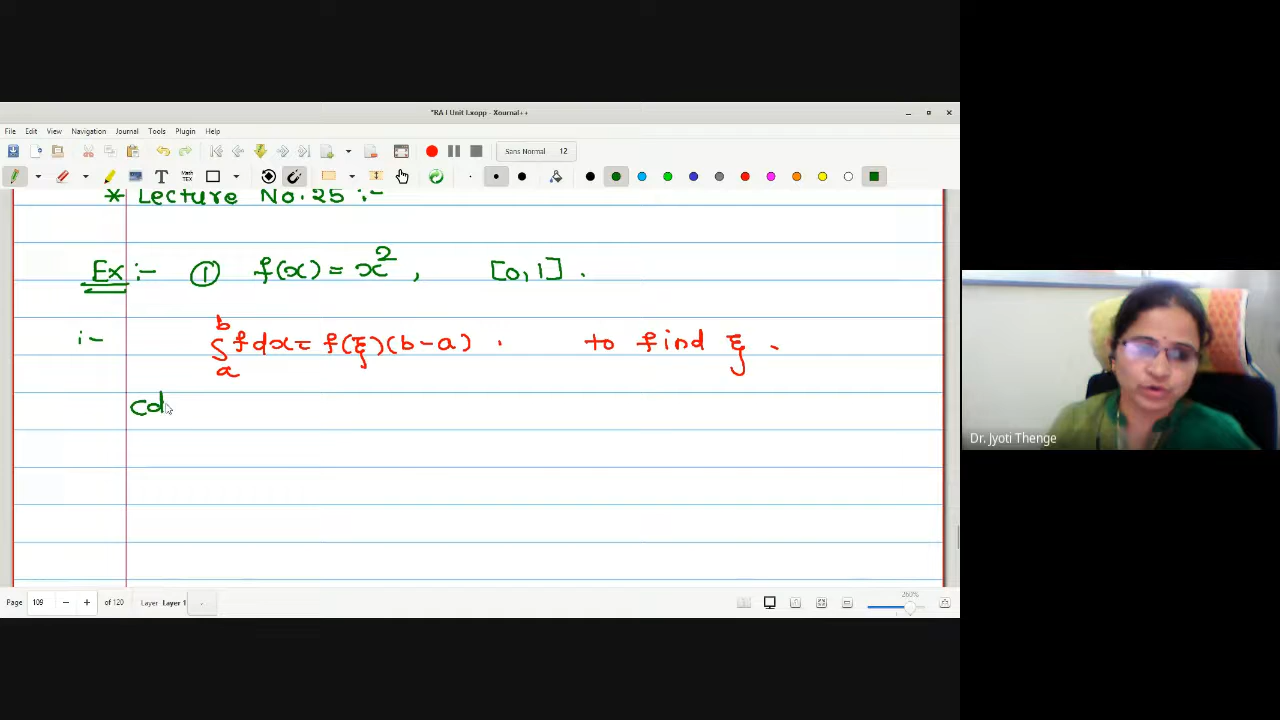 *RA I Unit I.xopp - Xournal++
File Edit View Navigation Journal Tools Plugin Help
Sans Normal 12
* Lecture No. 25 :-
Ex :- ① f(x) = x², [0,1] .
:- ∫ₐᵇ f dx = f(ξ)(b-a) . to find ξ .
cd
Dr. Jyoti Thenge
Page 109 - + of 120 Layer Layer 1 260%